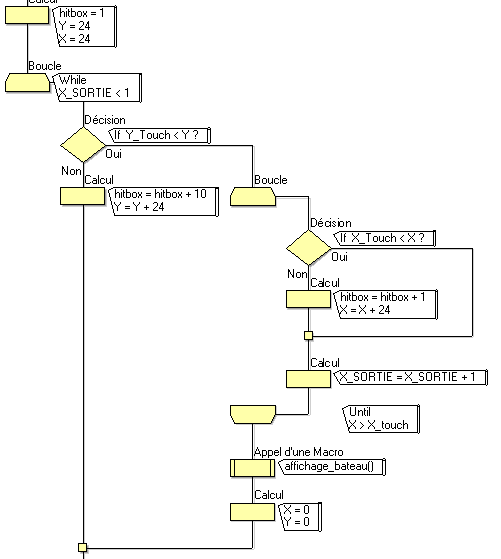 hitbox = 1
Y = 24
X = 24
Boucle
While
X_SORTIE < 1
Décision
If Y_Touch < Y ?
Oui
Non
Calcul
hitbox = hitbox + 10
Y = Y + 24
Boucle
Décision
If X_Touch < X ?
Oui
Non
Calcul
hitbox = hitbox + 1
X = X + 24
Calcul
X_SORTIE = X_SORTIE + 1
Until
X > X_touch
Appel d'une Macro
affichage_bateau()
Calcul
X = 0
Y = 0